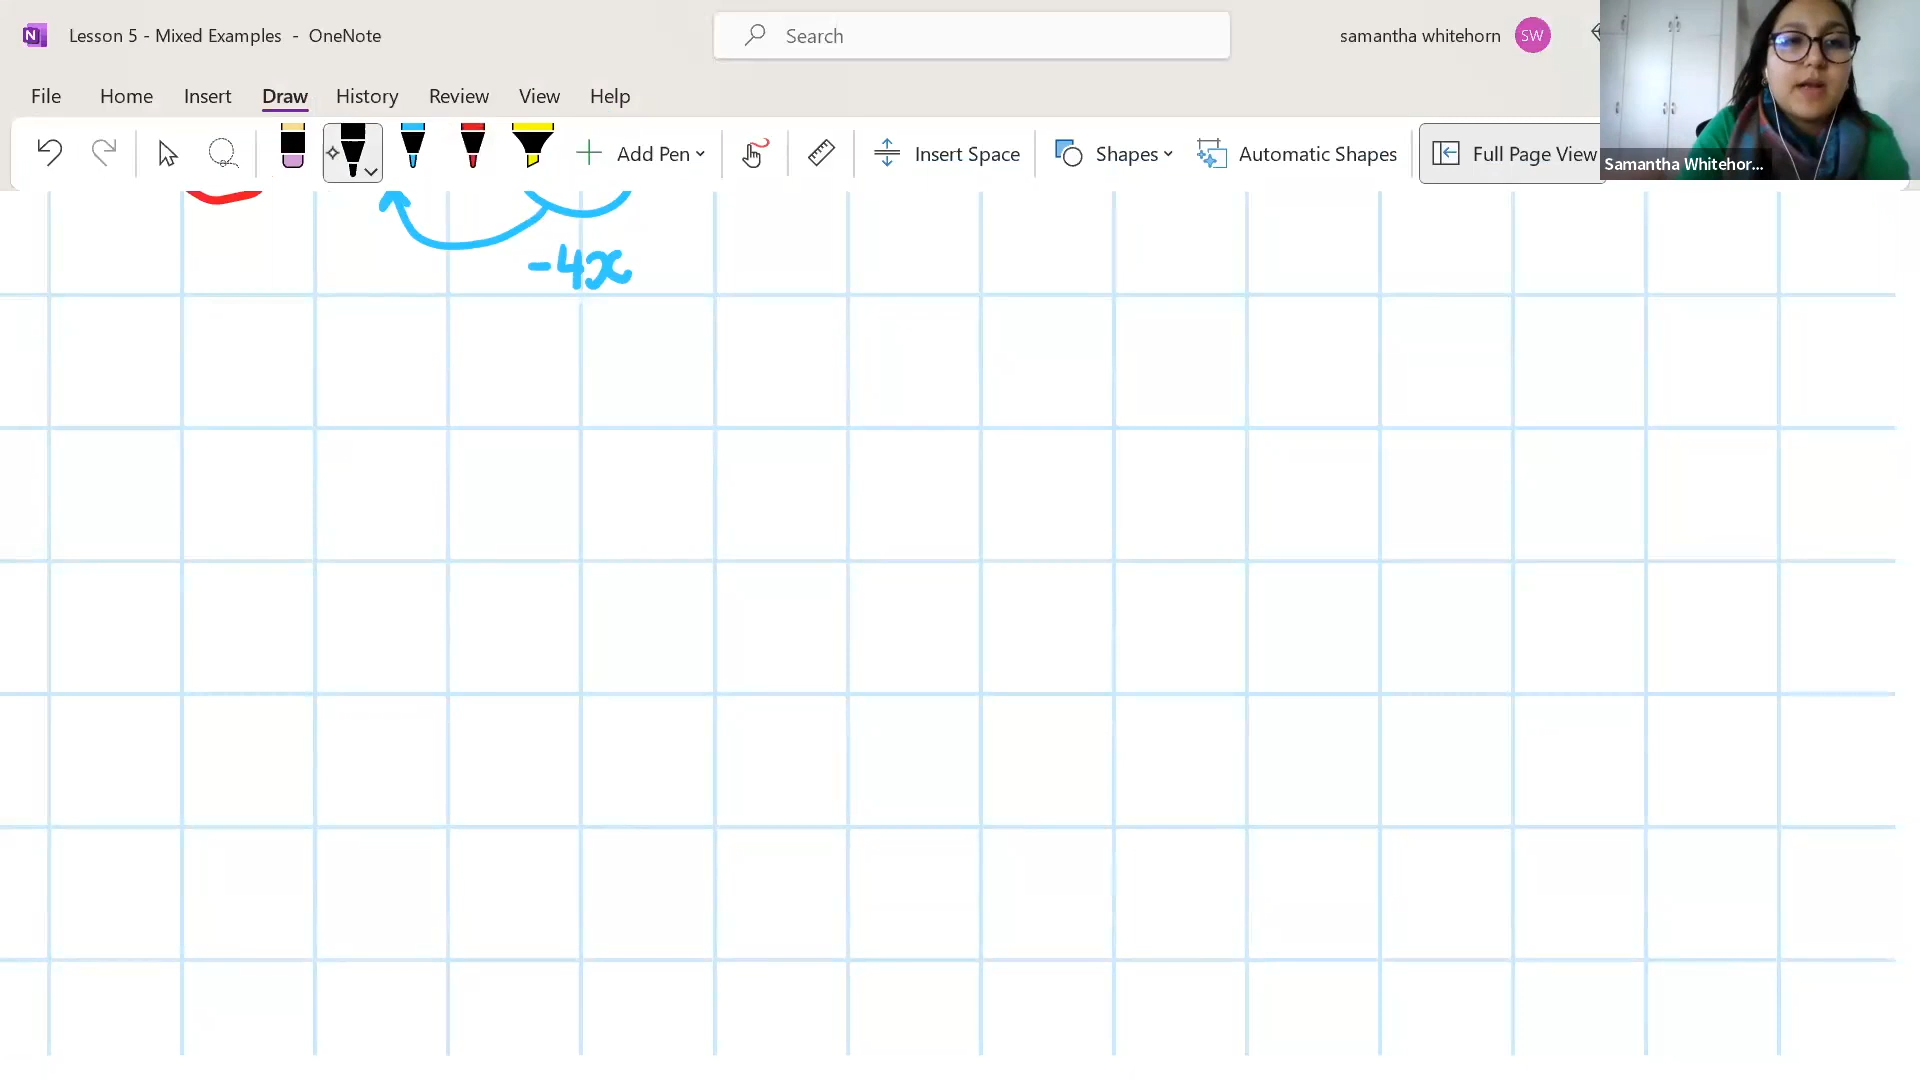 Lesson 5 - Mixed Examples - OneNote
Search
samantha whitehorn
SW
File Home Insert Draw History Review View Help
Add Pen
Insert Space
Shapes
Automatic Shapes
Full Page View
Samantha Whitehor...
-4x